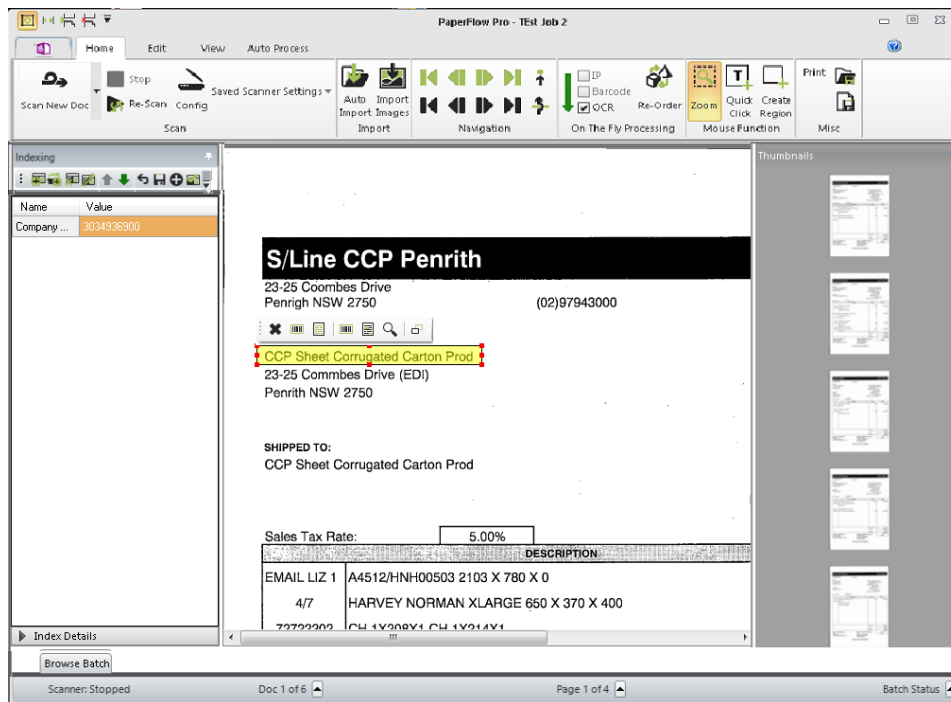 PaperFlow Pro - TEst Job 2
Home Edit View Auto Process
Scan New Doc
Stop
Re-Scan
Config
Saved Scanner Settings
Scan
Auto Import
Import Images
Import
Navigation
IP
Barcode
OCR
Re-Order
On The Fly Processing
Zoom
Quick Click
Create Region
Mouse Function
Print
Misc
Indexing
Name Value
Company ... 3034936900
Index Details
S/Line CCP Penrith
23-25 Coombes Drive
Penrigh NSW 2750 (02)97943000
CCP Sheet Corrugated Carton Prod
23-25 Commbes Drive (EDI)
Penrith NSW 2750
SHIPPED TO:
CCP Sheet Corrugated Carton Prod
Sales Tax Rate: 5.00%
DESCRIPTION
EMAIL LIZ 1 A4512/HNH00503 2103 X 780 X 0
4/7 HARVEY NORMAN XLARGE 650 X 370 X 400
72722202 CH 1X208X1 CH 1X214X1
Thumbnails
Browse Batch
Scanner: Stopped Doc 1 of 6 Page 1 of 4 Batch Status